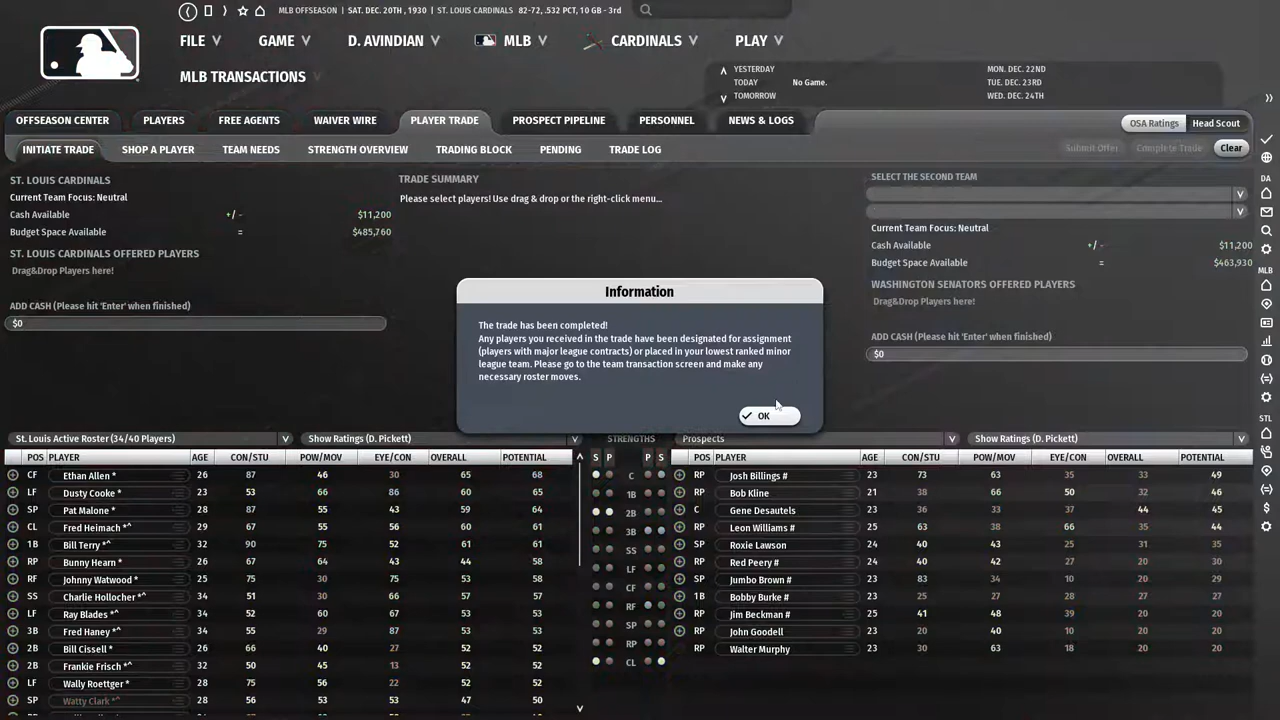 MLB OFFSEASON | SAT. DEC. 20TH , 1930 | ST. LOUIS CARDINALS 82-72, .532 PCT, 10 GB - 3rd
FILE GAME D. AVINDIAN MLB CARDINALS PLAY
MLB TRANSACTIONS
YESTERDAY MON. DEC. 22ND
TODAY No Game. TUE. DEC. 23RD
TOMORROW WED. DEC. 24TH
OFFSEASON CENTER PLAYERS FREE AGENTS WAIVER WIRE PLAYER TRADE PROSPECT PIPELINE PERSONNEL NEWS & LOGS OSA Ratings Head Scout
INITIATE TRADE SHOP A PLAYER TEAM NEEDS STRENGTH OVERVIEW TRADING BLOCK PENDING TRADE LOG Submit Offer Complete Trade Clear
ST. LOUIS CARDINALS TRADE SUMMARY SELECT THE SECOND TEAM
Current Team Focus: Neutral Please select players! Use drag & drop or the right-click menu...
Cash Available +/- $11,200
Budget Space Available = $485,760
Current Team Focus: Neutral
Cash Available +/- $11,200
Budget Space Available = $463,930
ST. LOUIS CARDINALS OFFERED PLAYERS
Drag&Drop Players here!
WASHINGTON SENATORS OFFERED PLAYERS
Drag&Drop Players here!
ADD CASH (Please hit 'Enter' when finished)
$0
ADD CASH (Please hit 'Enter' when finished)
$0
Information
The trade has been completed!
Any players you received in the trade have been designated for assignment
(players with major league contracts) or placed in your lowest ranked minor
league team. Please go to the team transaction screen and make any
necessary roster moves.
OK
St. Louis Active Roster (34/40 Players) Show Ratings (D. Pickett) STRENGTHS Prospects Show Ratings (D. Pickett)
POS PLAYER AGE CON/STU POW/MOV EYE/CON OVERALL POTENTIAL
CF Ethan Allen * 26 87 46 30 65 68
LF Dusty Cooke * 23 53 66 86 60 65
SP Pat Malone * 28 87 55 43 59 64
CL Fred Heimach *^ 29 67 55 56 60 61
1B Bill Terry *^ 32 90 75 52 61 61
RP Bunny Hearn * 26 67 64 43 44 58
RF Johnny Watwood * 25 75 30 75 53 58
SS Charlie Hollocher *^ 34 51 30 66 57 57
LF Ray Blades *^ 34 52 60 67 53 53
3B Fred Haney *^ 34 55 29 87 53 53
2B Bill Cissell * 26 66 40 27 52 52
2B Frankie Frisch *^ 32 50 45 13 52 52
LF Wally Roettger * 28 75 56 22 52 52
SP Watty Clark *^ 28 56 53 53 47 50
S P P S
C
1B
2B
3B
SS
LF
CF
RF
SP
RP
CL
POS PLAYER AGE CON/STU POW/MOV EYE/CON OVERALL POTENTIAL
RP Josh Billings # 23 73 63 35 33 49
RP Bob Kline 21 38 66 50 32 46
C Gene Desautels 23 36 33 37 44 45
RP Leon Williams # 25 63 38 66 35 44
SP Roxie Lawson 24 40 43 25 31 35
RP Red Peery # 24 40 42 27 20 30
SP Jumbo Brown # 23 83 34 10 20 29
1B Bobby Burke # 23 25 27 28 27 27
RP Jim Beckman # 25 41 48 39 20 20
RP John Goodell 23 20 40 10 20 20
RP Walter Murphy 23 30 63 18 20 20
DA
MLB
STL